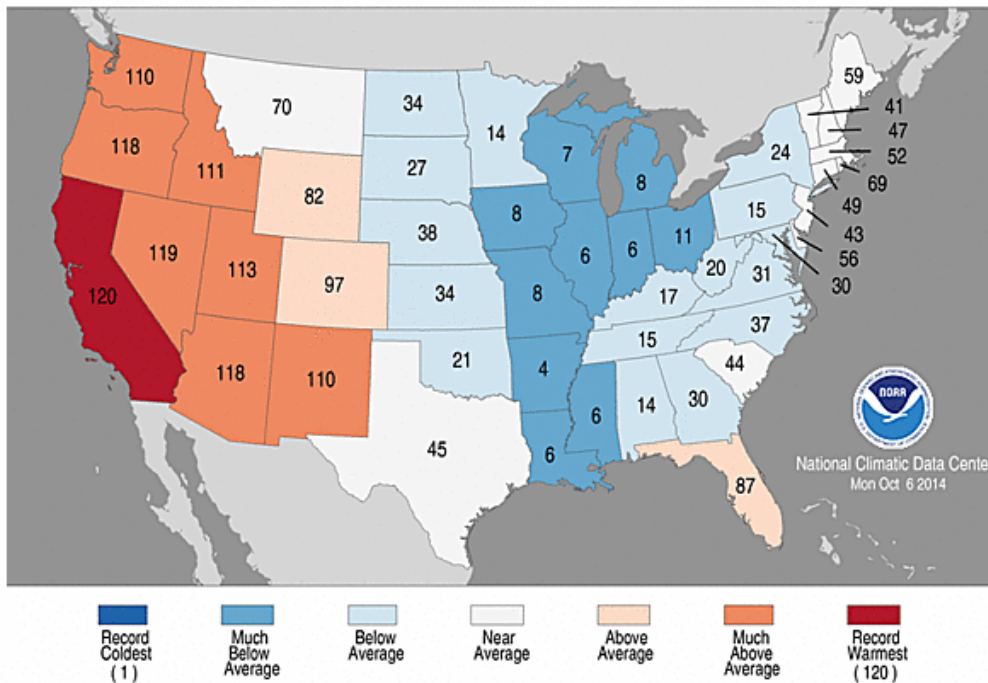 110
70
34
14
59
41
47
52
69
49
43
56
30
118
111
82
27
7
8
24
38
8
6
6
11
15
119
113
97
34
8
17
20
31
120
118
110
21
4
15
37
44
45
6
6
14
30
87
NOAA
National Climatic Data Cente
Mon Oct 6 2014
Record
Coldest
(1)
Much
Below
Average
Below
Average
Near
Average
Above
Average
Much
Above
Average
Record
Warmest
(120)